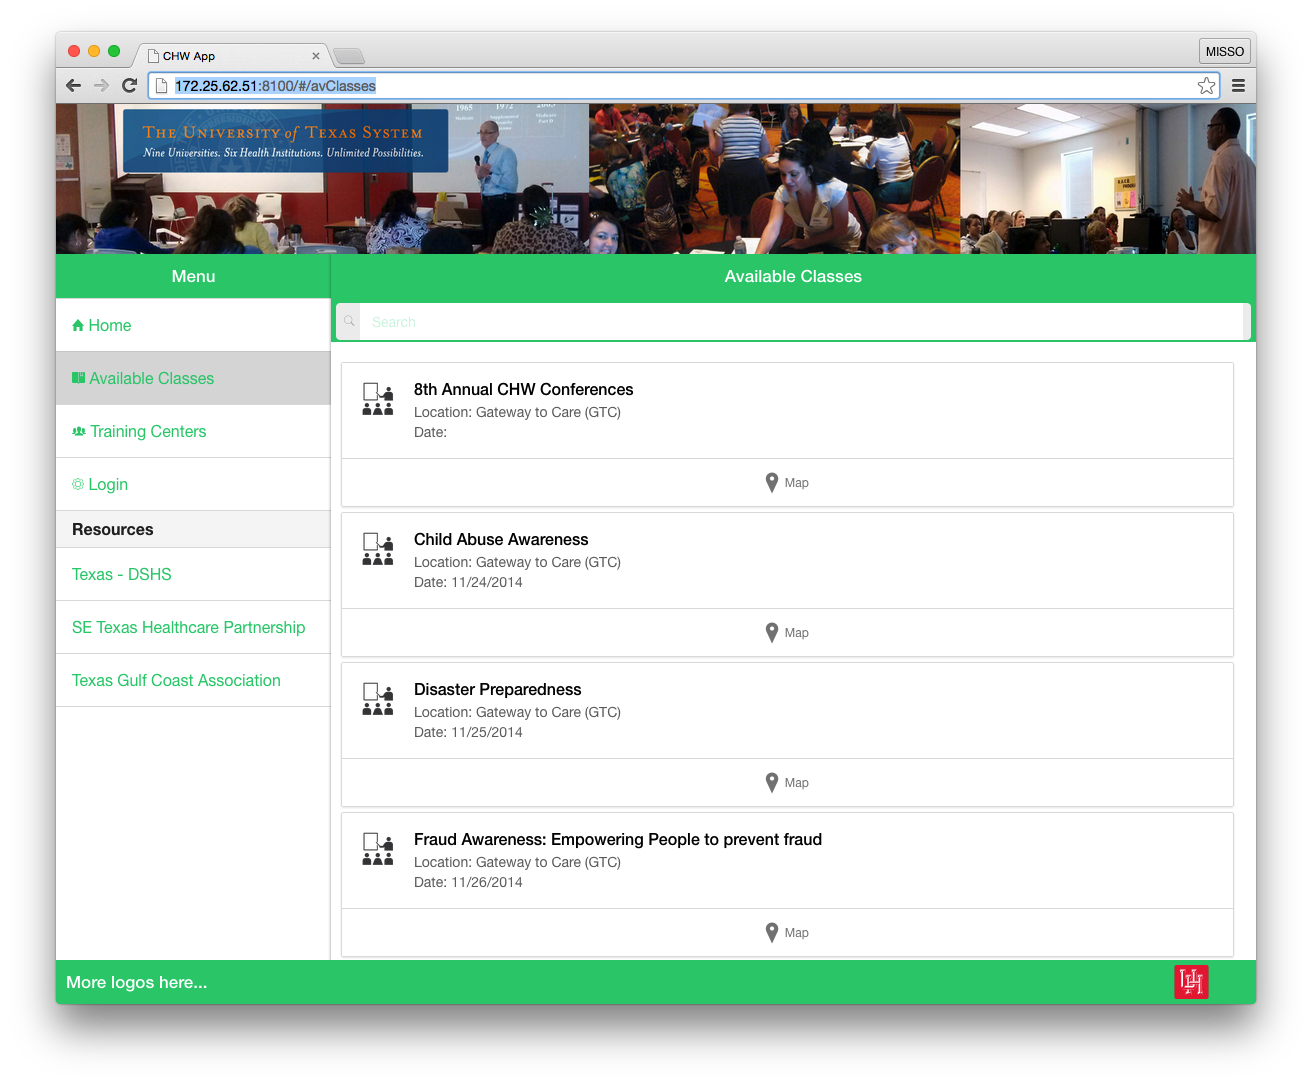 CHW App
MISSO
172.25.62.51:8100/#/avClasses
THE UNIVERSITY of TEXAS SYSTEM
Nine Universities. Six Health Institutions. Unlimited Possibilities.
1965
Medicare
1972
Menu
Available Classes
Home
Search
Available Classes
Training Centers
Login
Resources
Texas - DSHS
SE Texas Healthcare Partnership
Texas Gulf Coast Association
8th Annual CHW Conferences
Location: Gateway to Care (GTC)
Date:
Map
Child Abuse Awareness
Location: Gateway to Care (GTC)
Date: 11/24/2014
Map
Disaster Preparedness
Location: Gateway to Care (GTC)
Date: 11/25/2014
Map
Fraud Awareness: Empowering People to prevent fraud
Location: Gateway to Care (GTC)
Date: 11/26/2014
Map
More logos here...
UH